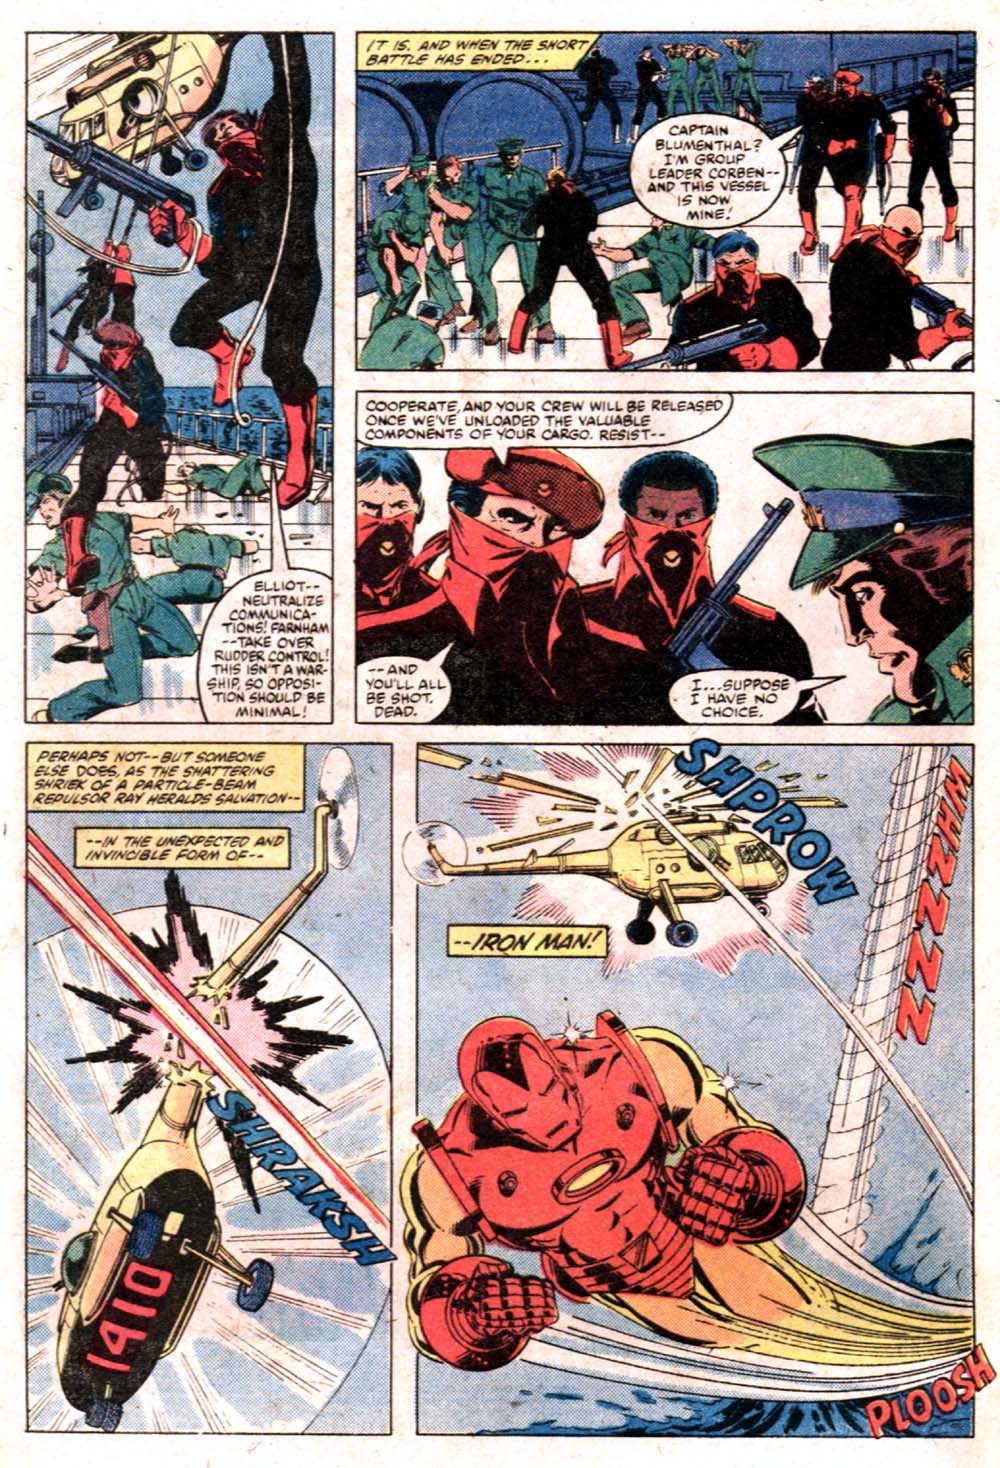 ELLIOT--
NEUTRALIZE
COMMUNICA-
TIONS! FARNHAM
--TAKE OVER
RUDDER CONTROL!
THIS ISN'T A WAR-
SHIP, SO OPPOSI-
TION SHOULD BE
MINIMAL!
IT IS. AND WHEN THE SHORT
BATTLE HAS ENDED...
CAPTAIN
BLUMENTHAL?
I'M GROUP
LEADER CORBEN--
AND THIS VESSEL
IS NOW
MINE!
COOPERATE, AND YOUR CREW WILL BE RELEASED
ONCE WE'VE UNLOADED THE VALUABLE
COMPONENTS OF YOUR CARGO. RESIST--
--AND
YOU'LL ALL
BE SHOT.
DEAD.
I...SUPPOSE
I HAVE NO
CHOICE.
PERHAPS NOT--BUT SOMEONE
ELSE DOES, AS THE SHATTERING
SHRIEK OF A PARTICLE-BEAM
REPULSOR RAY HERALDS SALVATION--
--IN THE UNEXPECTED AND
INVINCIBLE FORM OF--
SHRAKSH
1410
SHPROW
--IRON MAN!
WHZZZNNN
PLOOSH